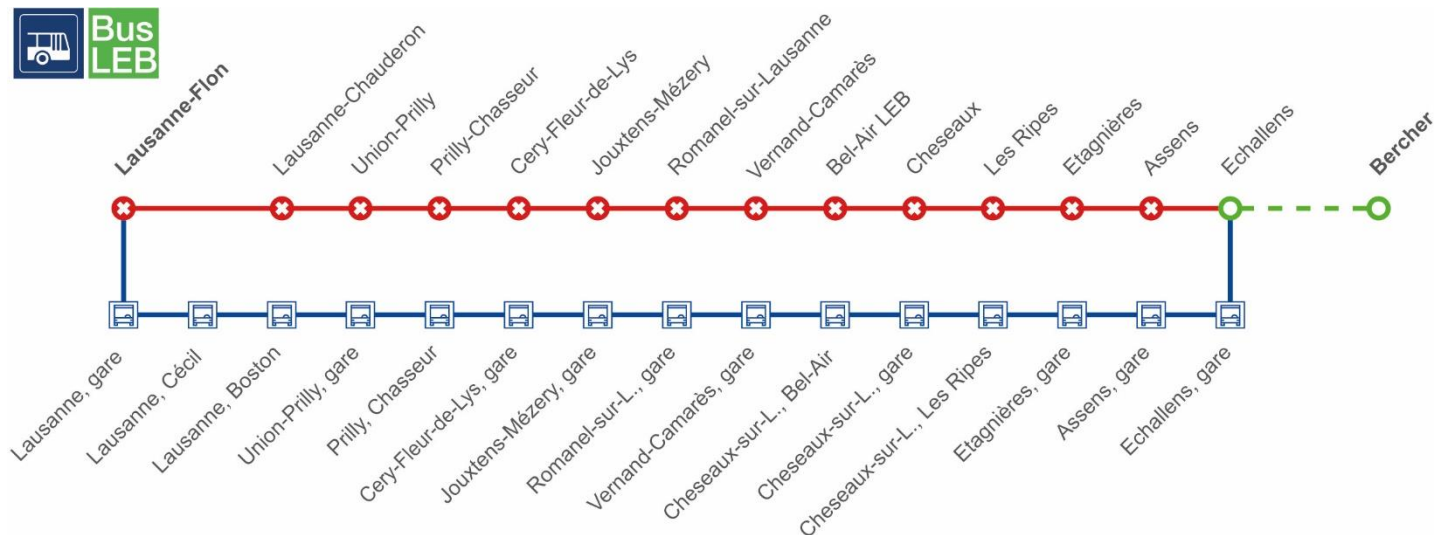 Bus
LEB
Lausanne-Flon
Lausanne-Chauderon
Union-Prilly
Prilly-Chasseur
Cery-Fleur-de-Lys
Jouxtens-Mézery
Romanel-sur-Lausanne
Vernand-Camarès
Bel-Air LEB
Cheseaux
Les Ripes
Etagnières
Assens
Echallens
Bercher
Lausanne, gare
Lausanne, Cécil
Lausanne, Boston
Union-Prilly, gare
Prilly, Chasseur
Cery-Fleur-de-Lys, gare
Jouxtens-Mézery, gare
Romanel-sur-L., gare
Vernand-Camarès, gare
Cheseaux-sur-L., Bel-Air
Cheseaux-sur-L., gare
Cheseaux-sur-L., Les Ripes
Etagnières, gare
Assens, gare
Echallens, gare